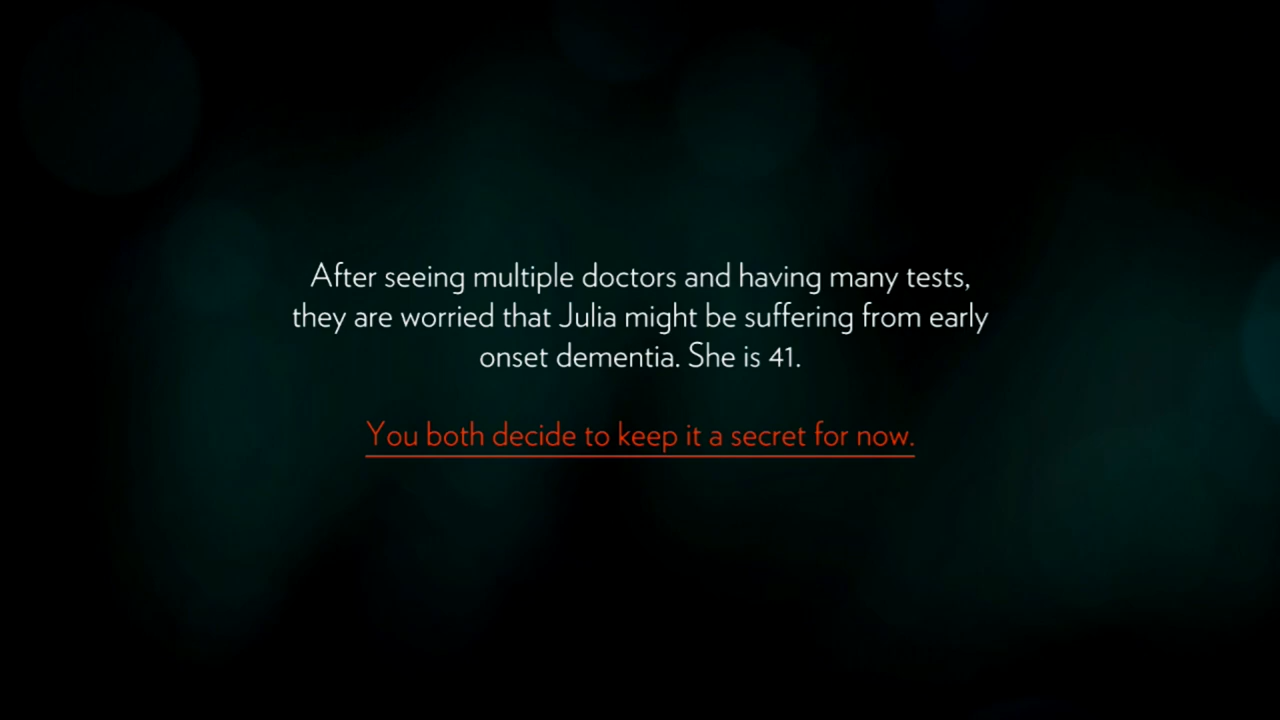 After seeing multiple doctors and having many tests,
they are worried that Julia might be suffering from early
onset dementia. She is 41.
You both decide to keep it a secret for now.